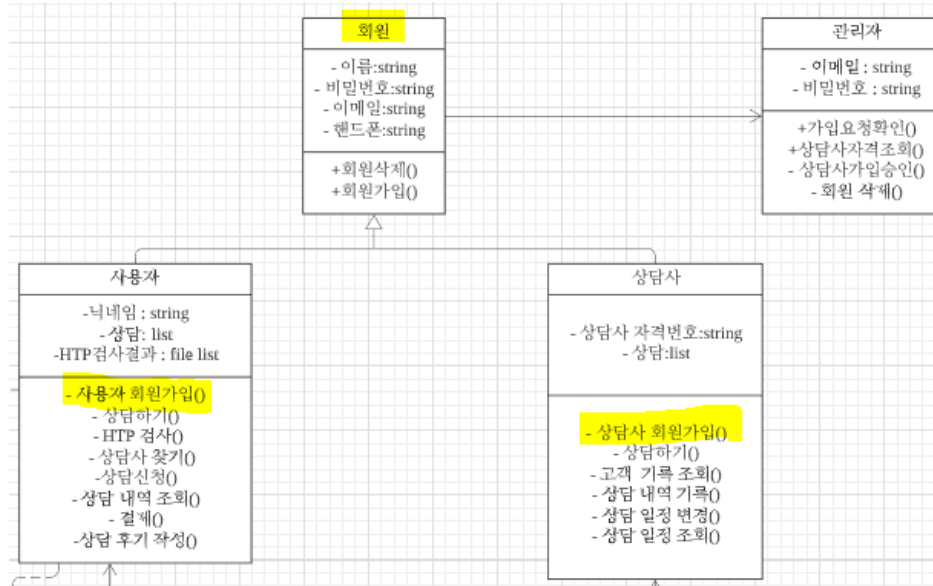 회원
- 이름:string
- 비밀번호:string
- 이메일:string
- 핸드폰:string
+회원삭제()
+회원가입()
관리자
- 이메일 : string
- 비밀번호 : string
+가입요청확인()
+상담사자격조회()
- 상담사가입승인()
- 회원 삭제()
사용자
-닉네임 : string
- 상담: list
-HTP검사결과 : file list
- 사용자 회원가입()
- 상담하기()
- HTP 검사()
- 상담사 찾기()
-상담신청()
- 상담 내역 조회()
- 결제()
-상담 후기 작성()
상담사
- 상담사 자격번호:string
- 상담:list
- 상담사 회원가입()
- 상담하기()
- 고객 기록 조회()
- 상담 내역 기록()
- 상담 일정 변경()
- 상담 일정 조회()